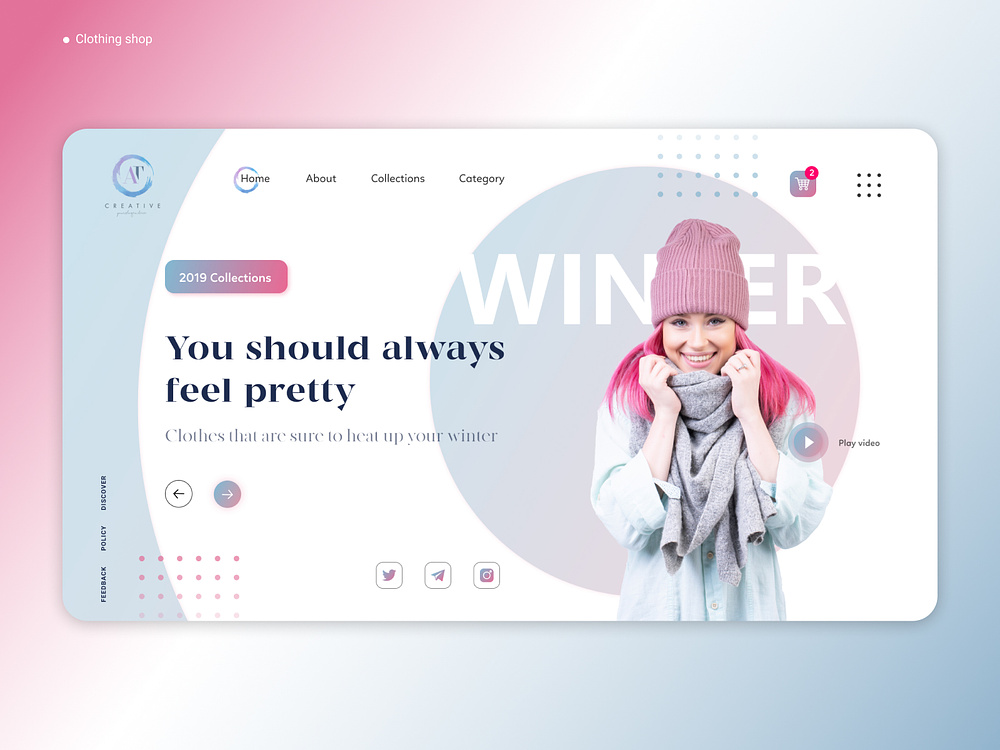 Clothing shop
AT
CREATIVE
Home
About
Collections
Category
2
2019 Collections
WINTER
You should always
feel pretty
Clothes that are sure to heat up your winter
Play video
DISCOVER
POLICY
FEEDBACK